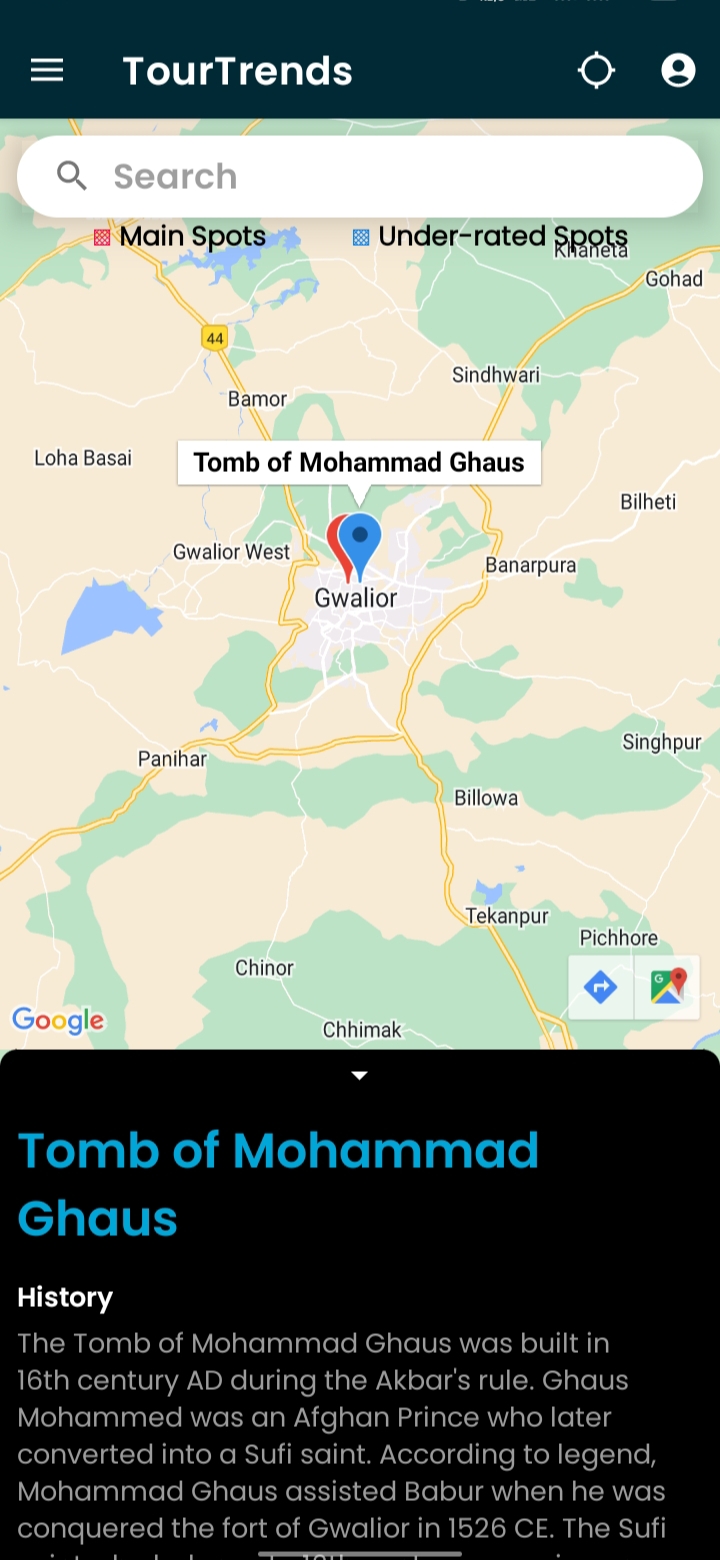 TourTrends
Search
Main Spots
Under-rated Spots
Khaneta
Gohad
44
Sindhwari
Bamor
Loha Basai
Tomb of Mohammad Ghaus
Bilheti
Gwalior West
Banarpura
Gwalior
Singhpur
Panihar
Billowa
Tekanpur
Pichhore
Chinor
G
Google
Chhimak
Tomb of Mohammad
Ghaus
History
The Tomb of Mohammad Ghaus was built in
16th century AD during the Akbar's rule. Ghaus
Mohammed was an Afghan Prince who later
converted into a Sufi saint. According to legend,
Mohammad Ghaus assisted Babur when he was
conquered the fort of Gwalior in 1526 CE. The Sufi